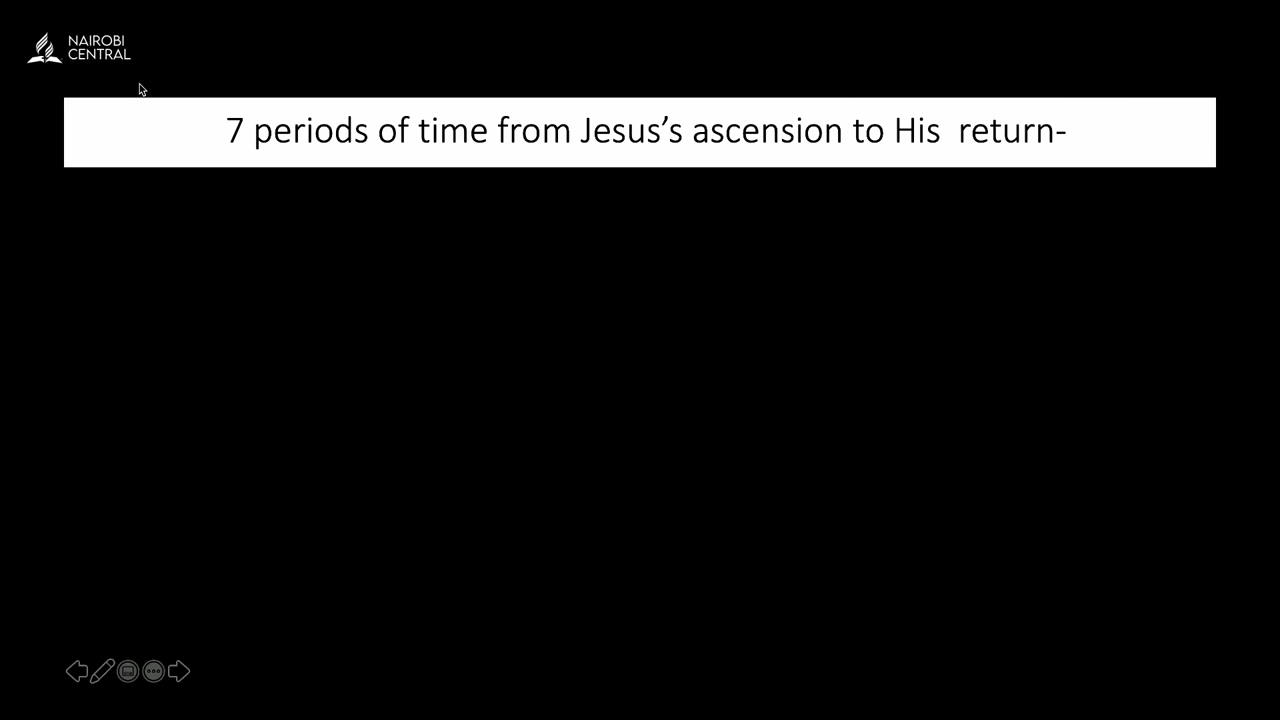 NAIROBI
CENTRAL
7 periods of time from Jesus’s ascension to His  return-